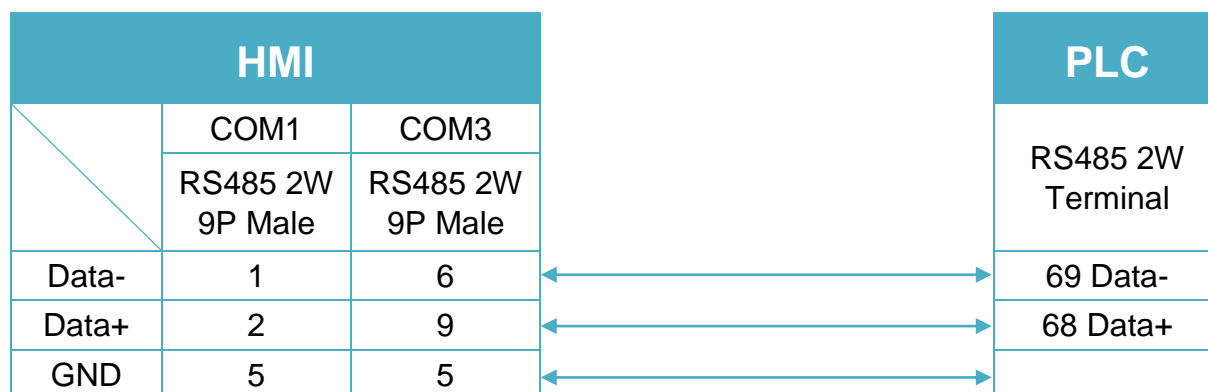 HMI PLC
COM1 COM3
RS485 2W
9P Male
RS485 2W
9P Male
RS485 2W
Terminal
Data- 1 6 69 Data-
Data+ 2 9 68 Data+
GND 5 5